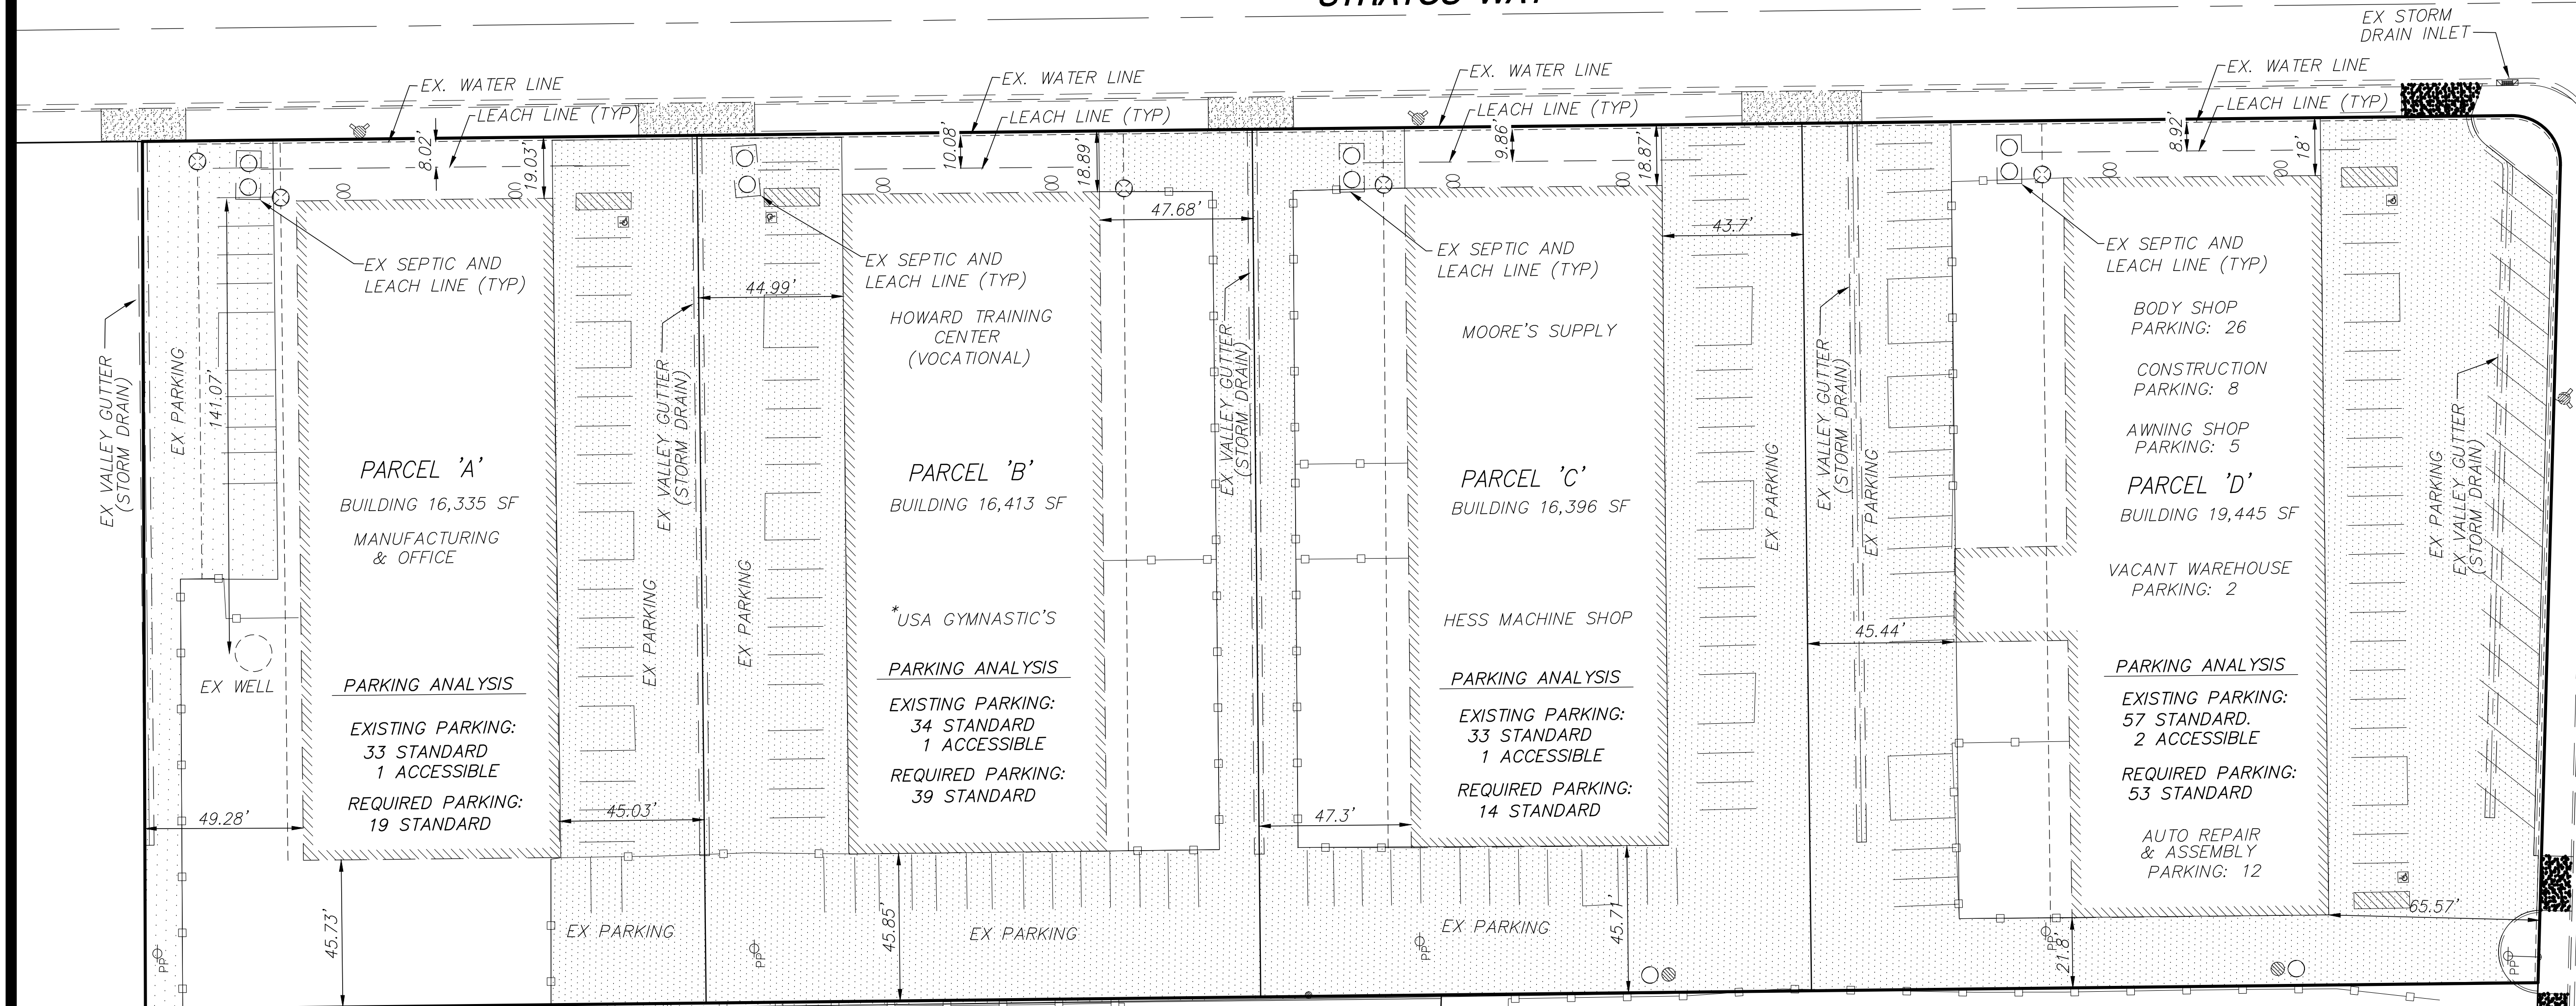 STRATOS WAY
EX STORM
DRAIN INLET
EX. WATER LINE
LEACH LINE (TYP)
8.02'
19.03'
EX. WATER LINE
LEACH LINE (TYP)
10.08'
18.89'
EX. WATER LINE
LEACH LINE (TYP)
9.86'
18.87'
EX. WATER LINE
LEACH LINE (TYP)
8.92'
18'
EX VALLEY GUTTER
(STORM DRAIN)
EX PARKING
141.07'
EX SEPTIC AND
LEACH LINE (TYP)
PARCEL 'A'
BUILDING 16,335 SF
MANUFACTURING
& OFFICE
EX WELL
PARKING ANALYSIS
EXISTING PARKING:
33 STANDARD
1 ACCESSIBLE
REQUIRED PARKING:
19 STANDARD
49.28'
45.73'
45.03'
EX PARKING
EX PARKING
EX VALLEY GUTTER
(STORM DRAIN)
PP
44.99'
EX PARKING
EX SEPTIC AND
LEACH LINE (TYP)
HOWARD TRAINING
CENTER
(VOCATIONAL)
PARCEL 'B'
BUILDING 16,413 SF
*USA GYMNASTIC'S
PARKING ANALYSIS
EXISTING PARKING:
34 STANDARD
1 ACCESSIBLE
REQUIRED PARKING:
39 STANDARD
47.68'
45.85'
EX PARKING
PP
EX VALLEY GUTTER
(STORM DRAIN)
EX SEPTIC AND
LEACH LINE (TYP)
MOORE'S SUPPLY
PARCEL 'C'
BUILDING 16,396 SF
HESS MACHINE SHOP
PARKING ANALYSIS
EXISTING PARKING:
33 STANDARD
1 ACCESSIBLE
REQUIRED PARKING:
14 STANDARD
47.3'
43.7'
45.71'
EX PARKING
EX PARKING
PP
EX VALLEY GUTTER
(STORM DRAIN)
EX PARKING
45.44'
EX SEPTIC AND
LEACH LINE (TYP)
BODY SHOP
PARKING: 26
CONSTRUCTION
PARKING: 8
AWNING SHOP
PARKING: 5
PARCEL 'D'
BUILDING 19,445 SF
VACANT WAREHOUSE
PARKING: 2
PARKING ANALYSIS
EXISTING PARKING:
57 STANDARD.
2 ACCESSIBLE
REQUIRED PARKING:
53 STANDARD
AUTO REPAIR
& ASSEMBLY
PARKING: 12
21.8'
65.57'
PP
EX PARKING
EX VALLEY GUTTER
(STORM DRAIN)
PP